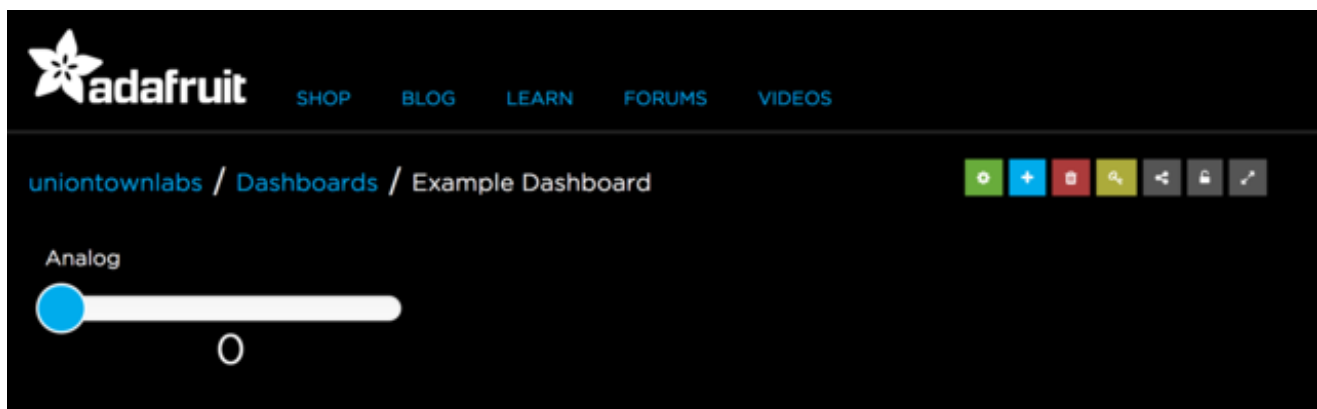 adafruit SHOP BLOG LEARN FORUMS VIDEOS
uniontownlabs / Dashboards / Example Dashboard
Analog
0